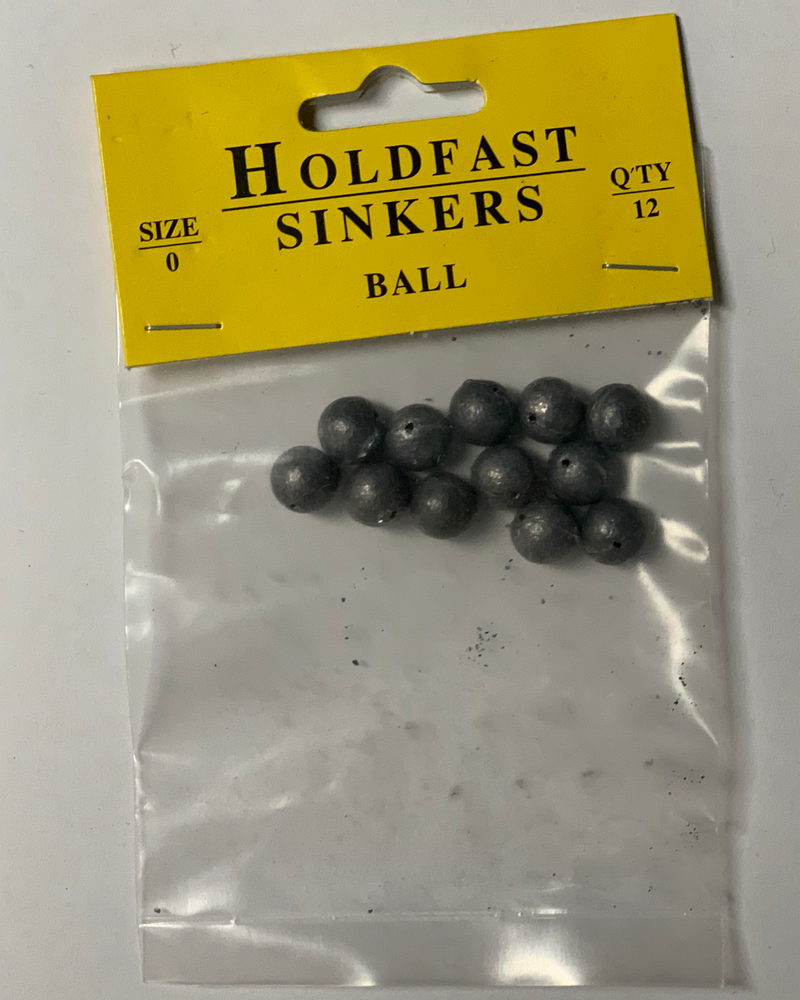 HOLDFAST
SINKERS
BALL
SIZE
0
Q'TY
12